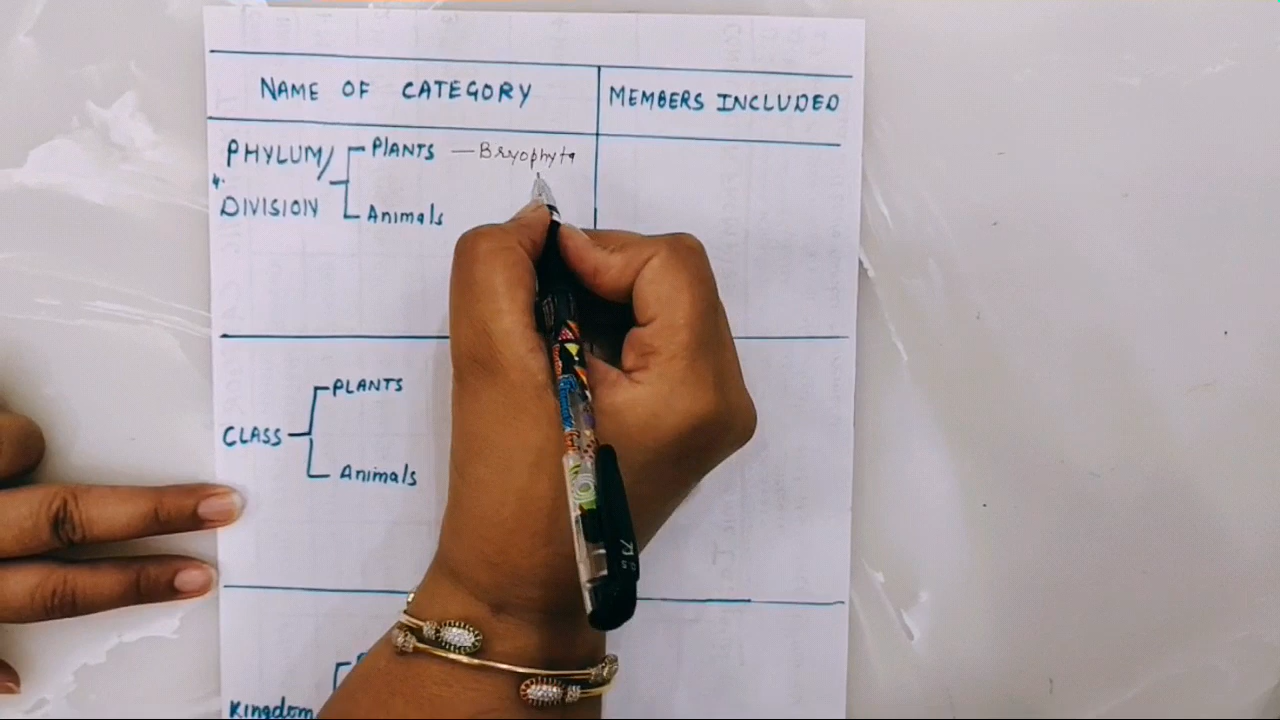 NAME OF CATEGORY
MEMBERS INCLUDED
PHYLUM/
DIVISION
PLANTS — Bryophyta
Animals
CLASS
PLANTS
Animals
Kingdom